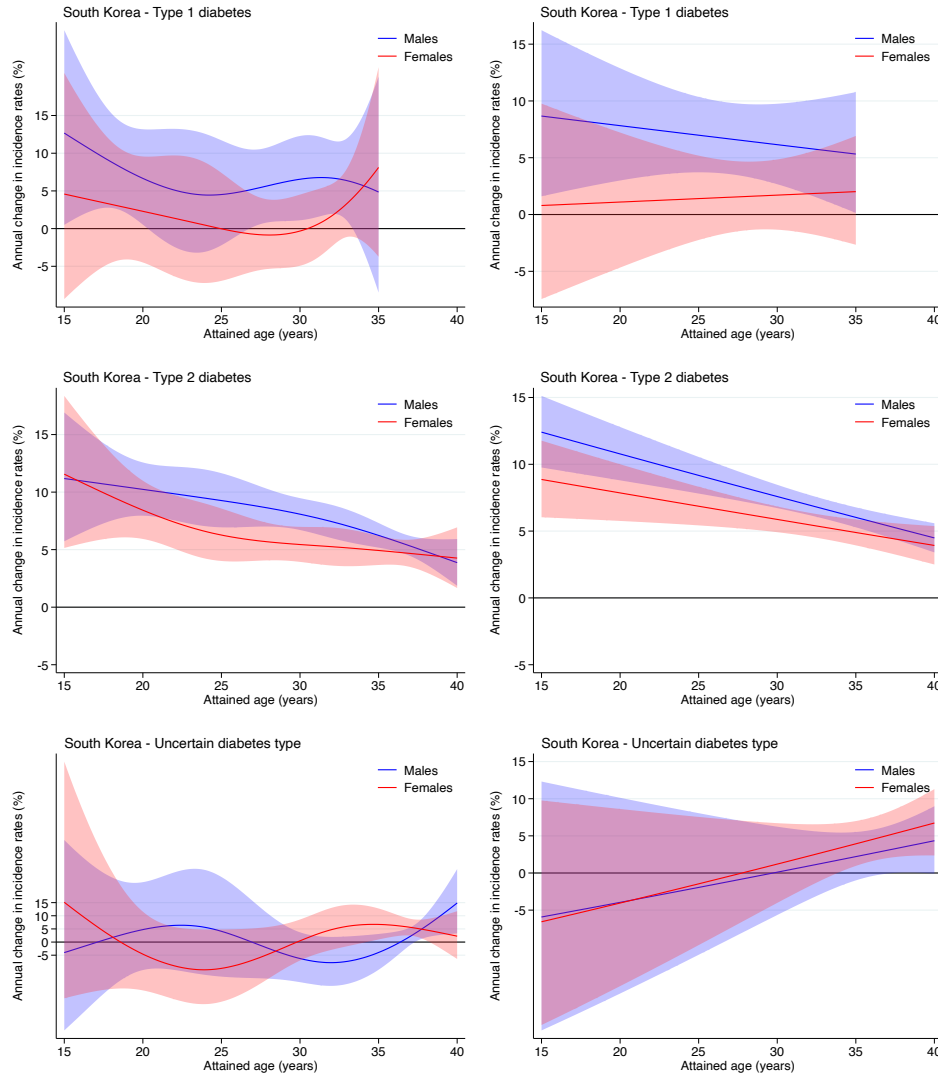 South Korea - Type 1 diabetes
Males
Females
Annual change in incidence rates (%)
15
10
5
0
-5
15 20 25 30 35 40
Attained age (years)
South Korea - Type 1 diabetes
Males
Females
Annual change in incidence rates (%)
15
10
5
0
-5
15 20 25 30 35 40
Attained age (years)
South Korea - Type 2 diabetes
Males
Females
Annual change in incidence rates (%)
15
10
5
0
-5
15 20 25 30 35 40
Attained age (years)
South Korea - Type 2 diabetes
Males
Females
Annual change in incidence rates (%)
15
10
5
0
-5
15 20 25 30 35 40
Attained age (years)
South Korea - Uncertain diabetes type
Males
Females
Annual change in incidence rates (%)
15
10
5
0
-5
15 20 25 30 35 40
Attained age (years)
South Korea - Uncertain diabetes type
Males
Females
Annual change in incidence rates (%)
15
10
5
0
-5
15 20 25 30 35 40
Attained age (years)